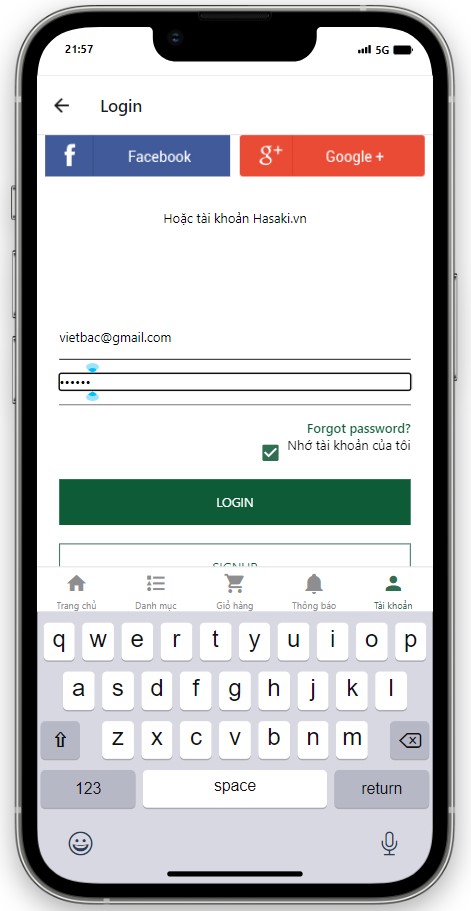 21:57 5G
Login
f Facebook g+ Google +
Hoặc tài khoản Hasaki.vn
vietbac@gmail.com
••••••
Forgot password?
Nhớ tài khoản của tôi
LOGIN
SIGNUP
Trang chủ Danh mục Giỏ hàng Thông báo Tài khoản
q w e r t y u i o p
a s d f g h j k l
z x c v b n m
123 space return